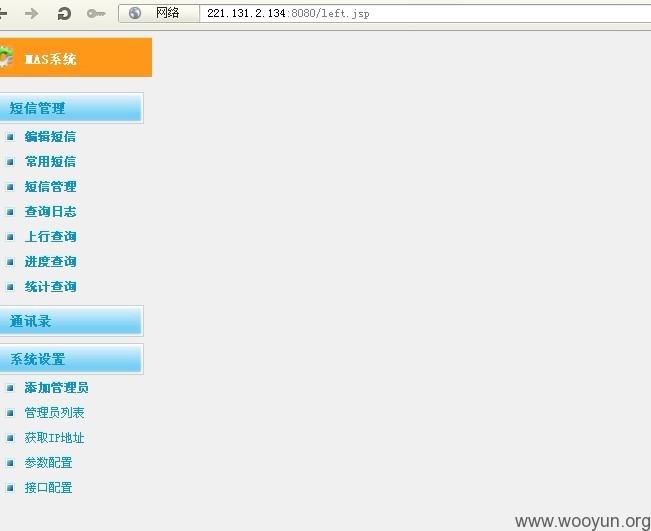 网络 221.131.2.134:8080/left.jsp
MAS系统
短信管理
编辑短信
常用短信
短信管理
查询日志
上行查询
进度查询
统计查询
通讯录
系统设置
添加管理员
管理员列表
获取IP地址
参数配置
接口配置
www.wooyun.org